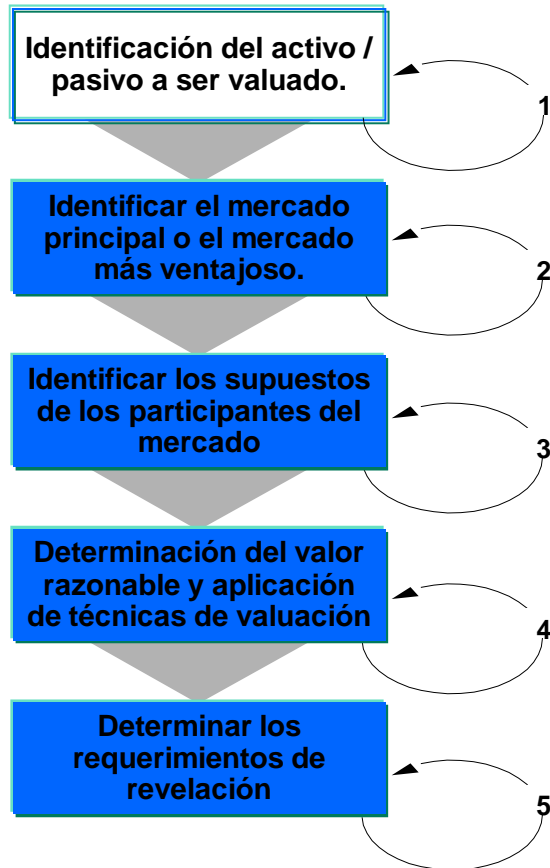 Identificación del activo /
pasivo a ser valuado.
1
Identificar el mercado
principal o el mercado
más ventajoso.
2
Identificar los supuestos
de los participantes del
mercado
3
Determinación del valor
razonable y aplicación
de técnicas de valuación
4
Determinar los
requerimientos de
revelación
5